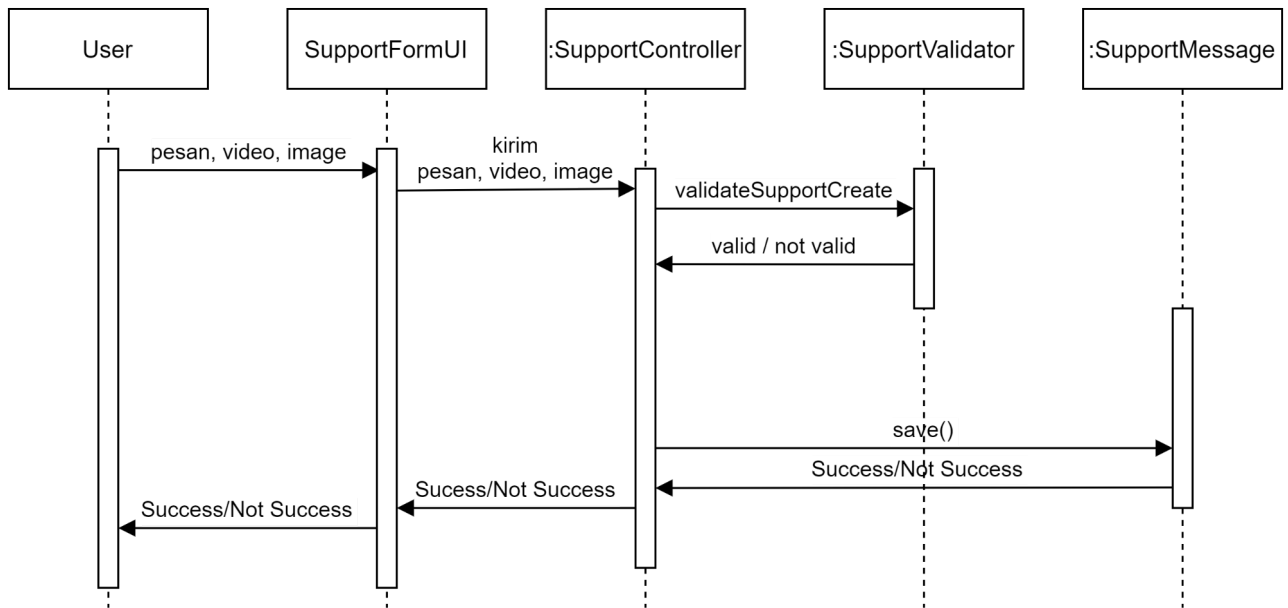 User
SupportFormUI
:SupportController
:SupportValidator
:SupportMessage
pesan, video, image
kirim
pesan, video, image
validateSupportCreate
valid / not valid
save()
Success/Not Success
Sucess/Not Success
Success/Not Success